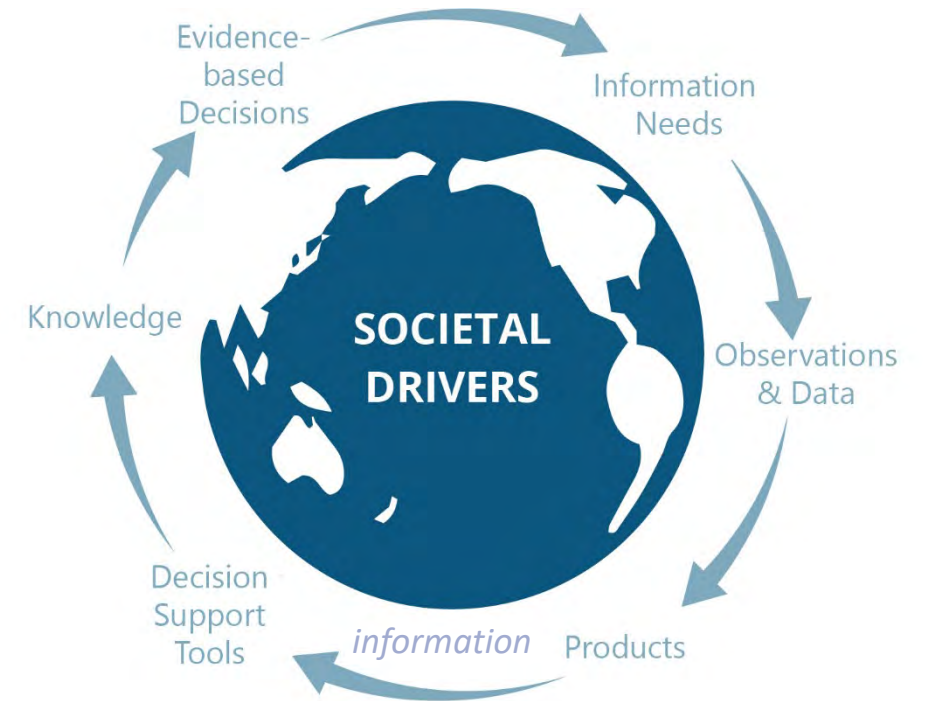 Evidence-
based
Decisions
Information
Needs
SOCIETAL
DRIVERS
Knowledge
Observations
& Data
Decision
Support
Tools
information
Products